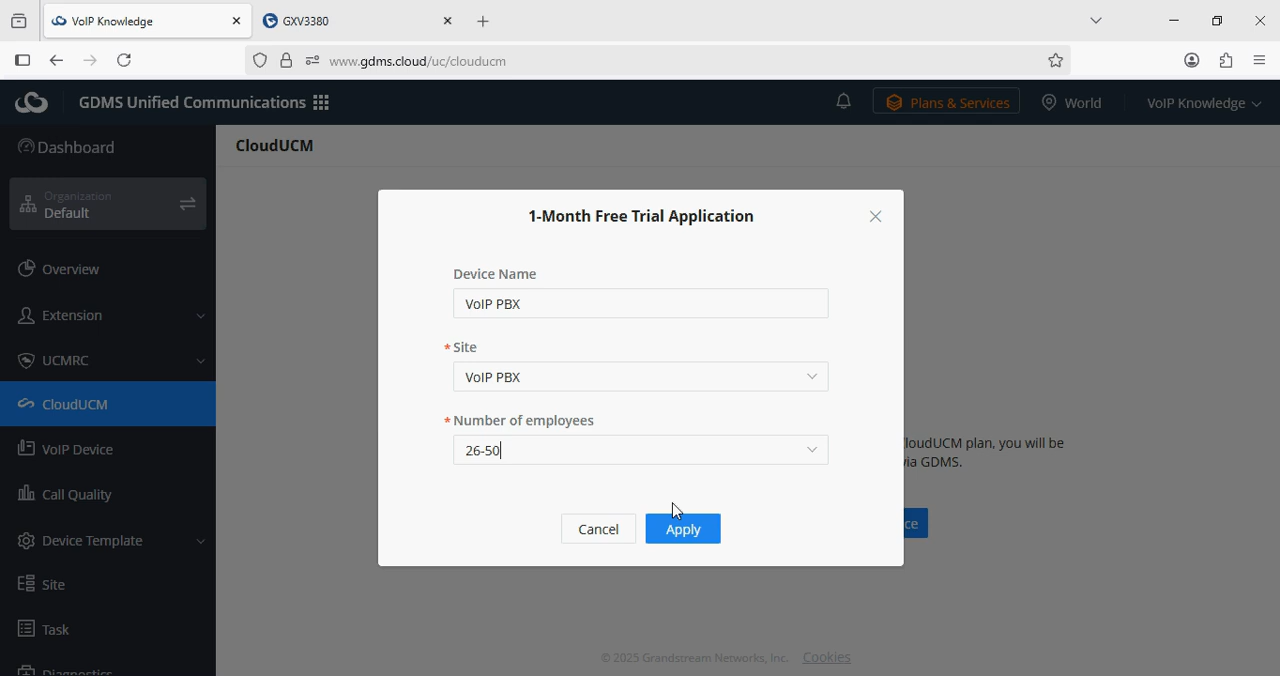 VoIP Knowledge
GXV3380
www.gdms.cloud/uc/clouducm
GDMS Unified Communications
Plans & Services
World
VoIP Knowledge
Dashboard
CloudUCM
Organization
Default
Overview
Extension
UCMRC
CloudUCM
VoIP Device
Call Quality
Device Template
Site
Task
Diagnostics
1-Month Free Trial Application
Device Name
VoIP PBX
* Site
VoIP PBX
* Number of employees
26-50
Cancel
Apply
CloudUCM plan, you will be
via GDMS.
ce
© 2025 Grandstream Networks, Inc. Cookies